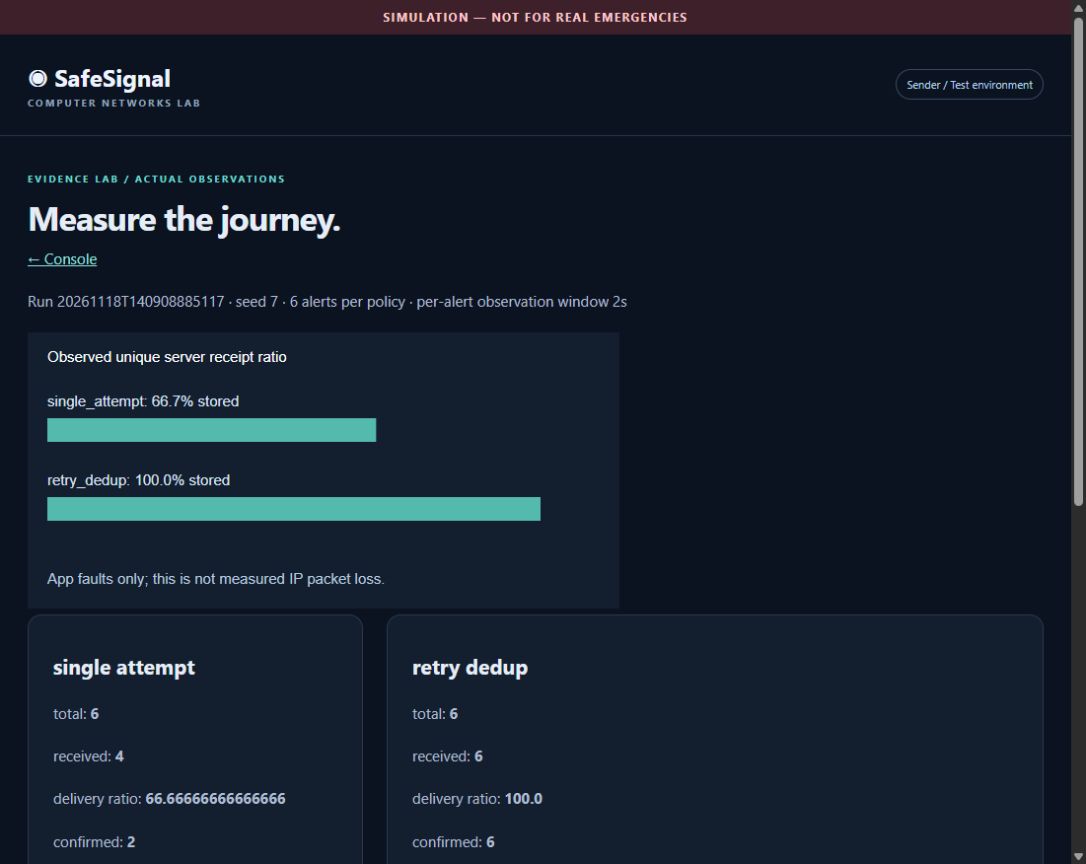 SIMULATION — NOT FOR REAL EMERGENCIES
◉ SafeSignal
COMPUTER NETWORKS LAB
Sender / Test environment
EVIDENCE LAB / ACTUAL OBSERVATIONS
Measure the journey.
← Console
Run 20261118T140908885117 · seed 7 · 6 alerts per policy · per-alert observation window 2s
Observed unique server receipt ratio
single_attempt: 66.7% stored
retry_dedup: 100.0% stored
App faults only; this is not measured IP packet loss.
single attempt
total: 6
received: 4
delivery ratio: 66.66666666666666
confirmed: 2
retry dedup
total: 6
received: 6
delivery ratio: 100.0
confirmed: 6